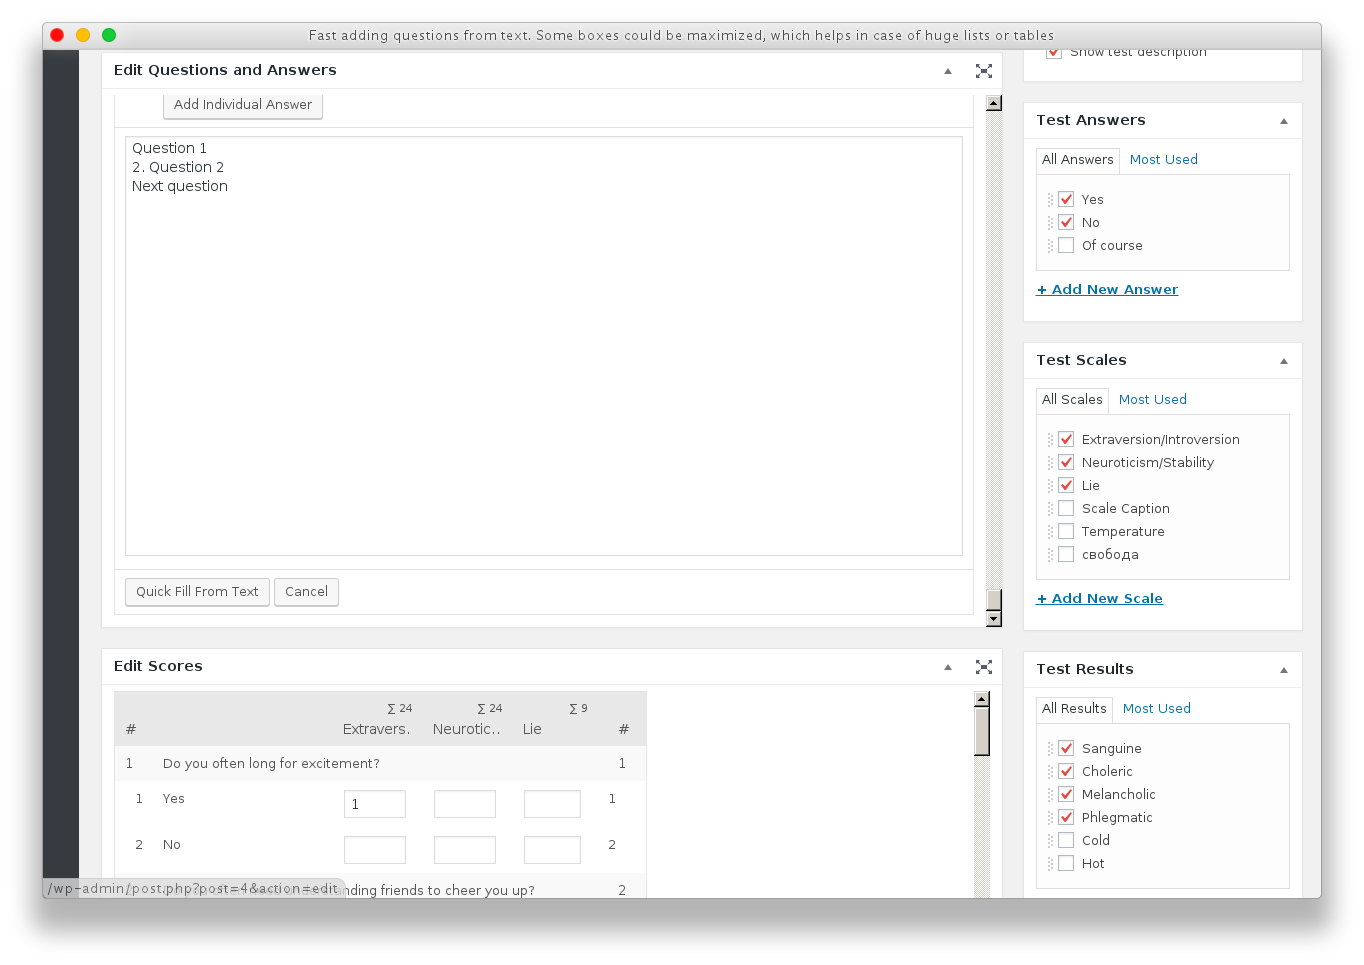 Fast adding questions from text. Some boxes could be maximized, which helps in case of huge lists or tables
Edit Questions and Answers
Add Individual Answer
Question 1
2. Question 2
Next question
Quick Fill From Text
Cancel
Edit Scores
∑ 24 ∑ 24 ∑ 9
# Extravers. Neurotic.. Lie #
1 Do you often long for excitement? 1
1 Yes 1 1
2 No 2
anding friends to cheer you up? 2
/wp-admin/post.php?post=4&action=edit
Show test description
Test Answers
All Answers Most Used
Yes
No
Of course
+ Add New Answer
Test Scales
All Scales Most Used
Extraversion/Introversion
Neuroticism/Stability
Lie
Scale Caption
Temperature
свобода
+ Add New Scale
Test Results
All Results Most Used
Sanguine
Choleric
Melancholic
Phlegmatic
Cold
Hot